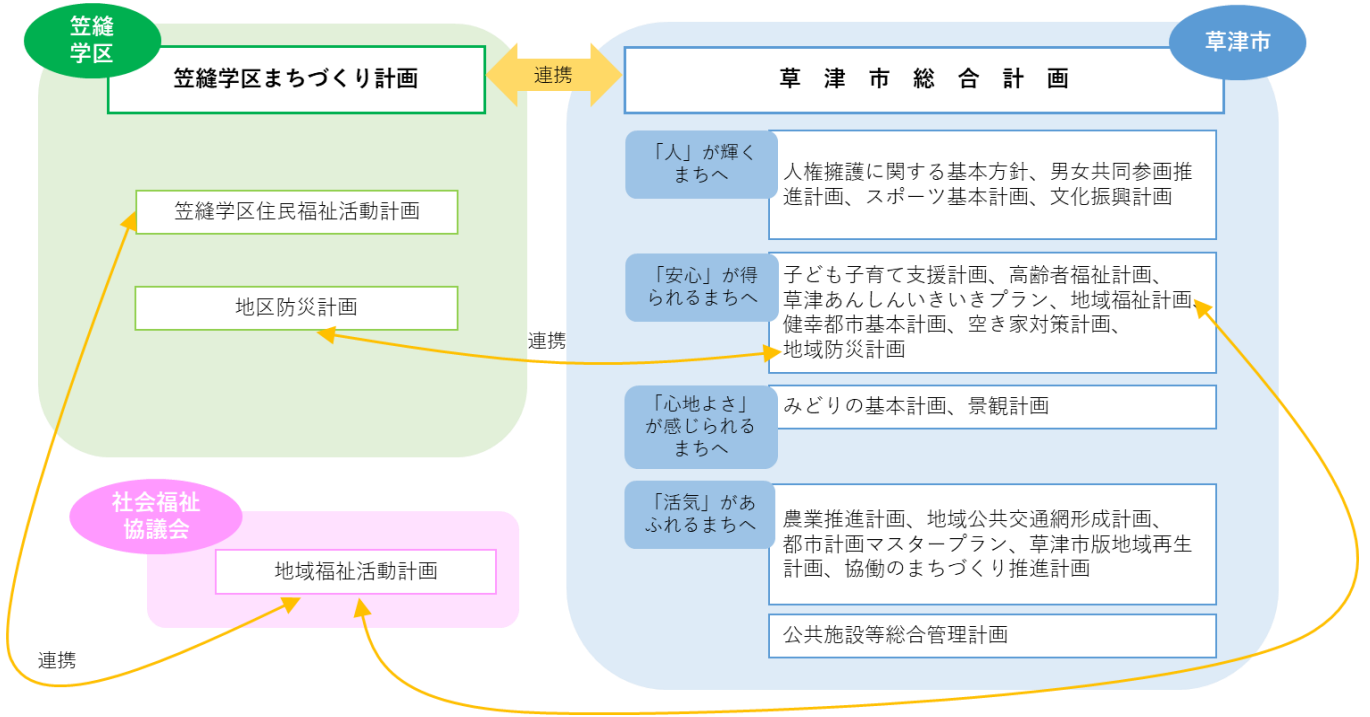 笠縫
学区
笠縫学区まちづくり計画
連携
草津市
草津市総合計画
笠縫学区住民福祉活動計画
地区防災計画
連携
「人」が輝く
まちへ
人権擁護に関する基本方針、男女共同参画推
進計画、スポーツ基本計画、文化振興計画
「安心」が得
られるまちへ
子ども子育て支援計画、高齢者福祉計画、
草津あんしんいきいきプラン、地域福祉計画、
健幸都市基本計画、空き家対策計画、
地域防災計画
「心地よさ」
が感じられる
まちへ
みどりの基本計画、景観計画
「活気」があ
ふれるまちへ
農業推進計画、地域公共交通網形成計画、
都市計画マスタープラン、草津市版地域再生
計画、協働のまちづくり推進計画
公共施設等総合管理計画
社会福祉
協議会
地域福祉活動計画
連携